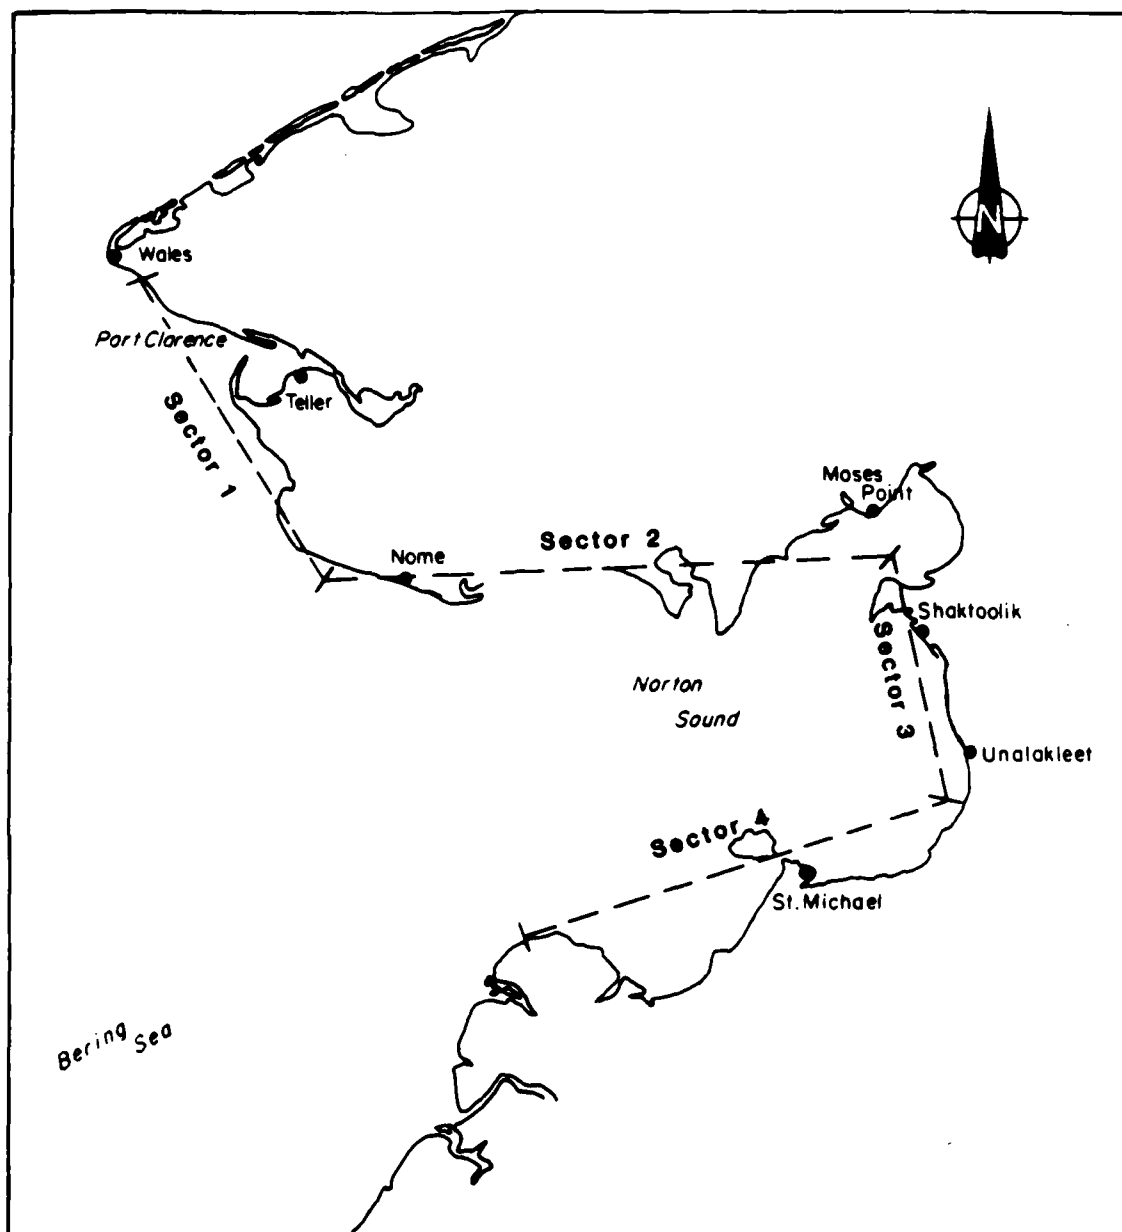 Wales
N
Port Clarence
Teller
Sector 1
Moses
Point
Nome
Sector 2
Shaktoolik
Sector 3
Norton
Sound
Unalakleet
Sector 4
St. Michael
Bering
Sea